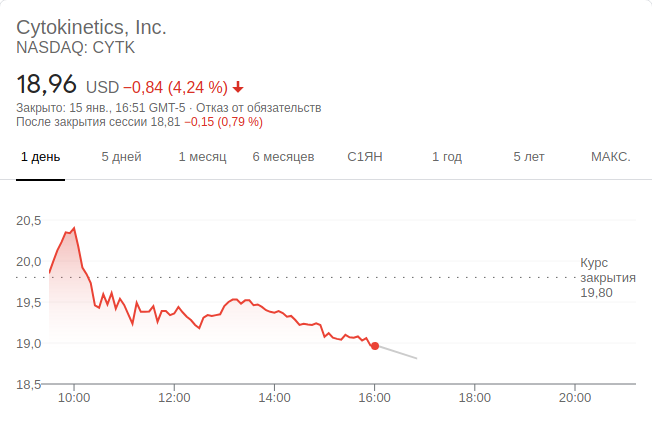 Cytokinetics, Inc.
NASDAQ: CYTK
18,96 USD −0,84 (4,24 %)
Закрыто: 15 янв., 16:51 GMT-5 · Отказ от обязательств
После закрытия сессии 18,81 −0,15 (0,79 %)
1 день 5 дней 1 месяц 6 месяцев С1ЯН 1 год 5 лет МАКС.
20,5
20,0
19,5
19,0
18,5
Курс
закрытия
19,80
10:00 12:00 14:00 16:00 18:00 20:00